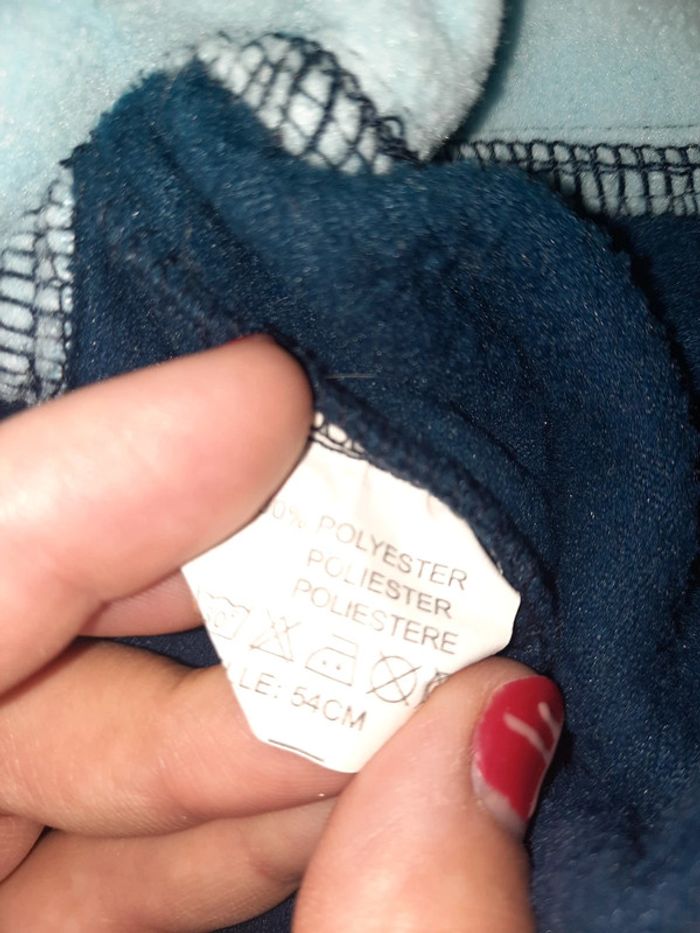 0% POLYESTER
POLIESTER
POLIESTERE
LE: 54CM